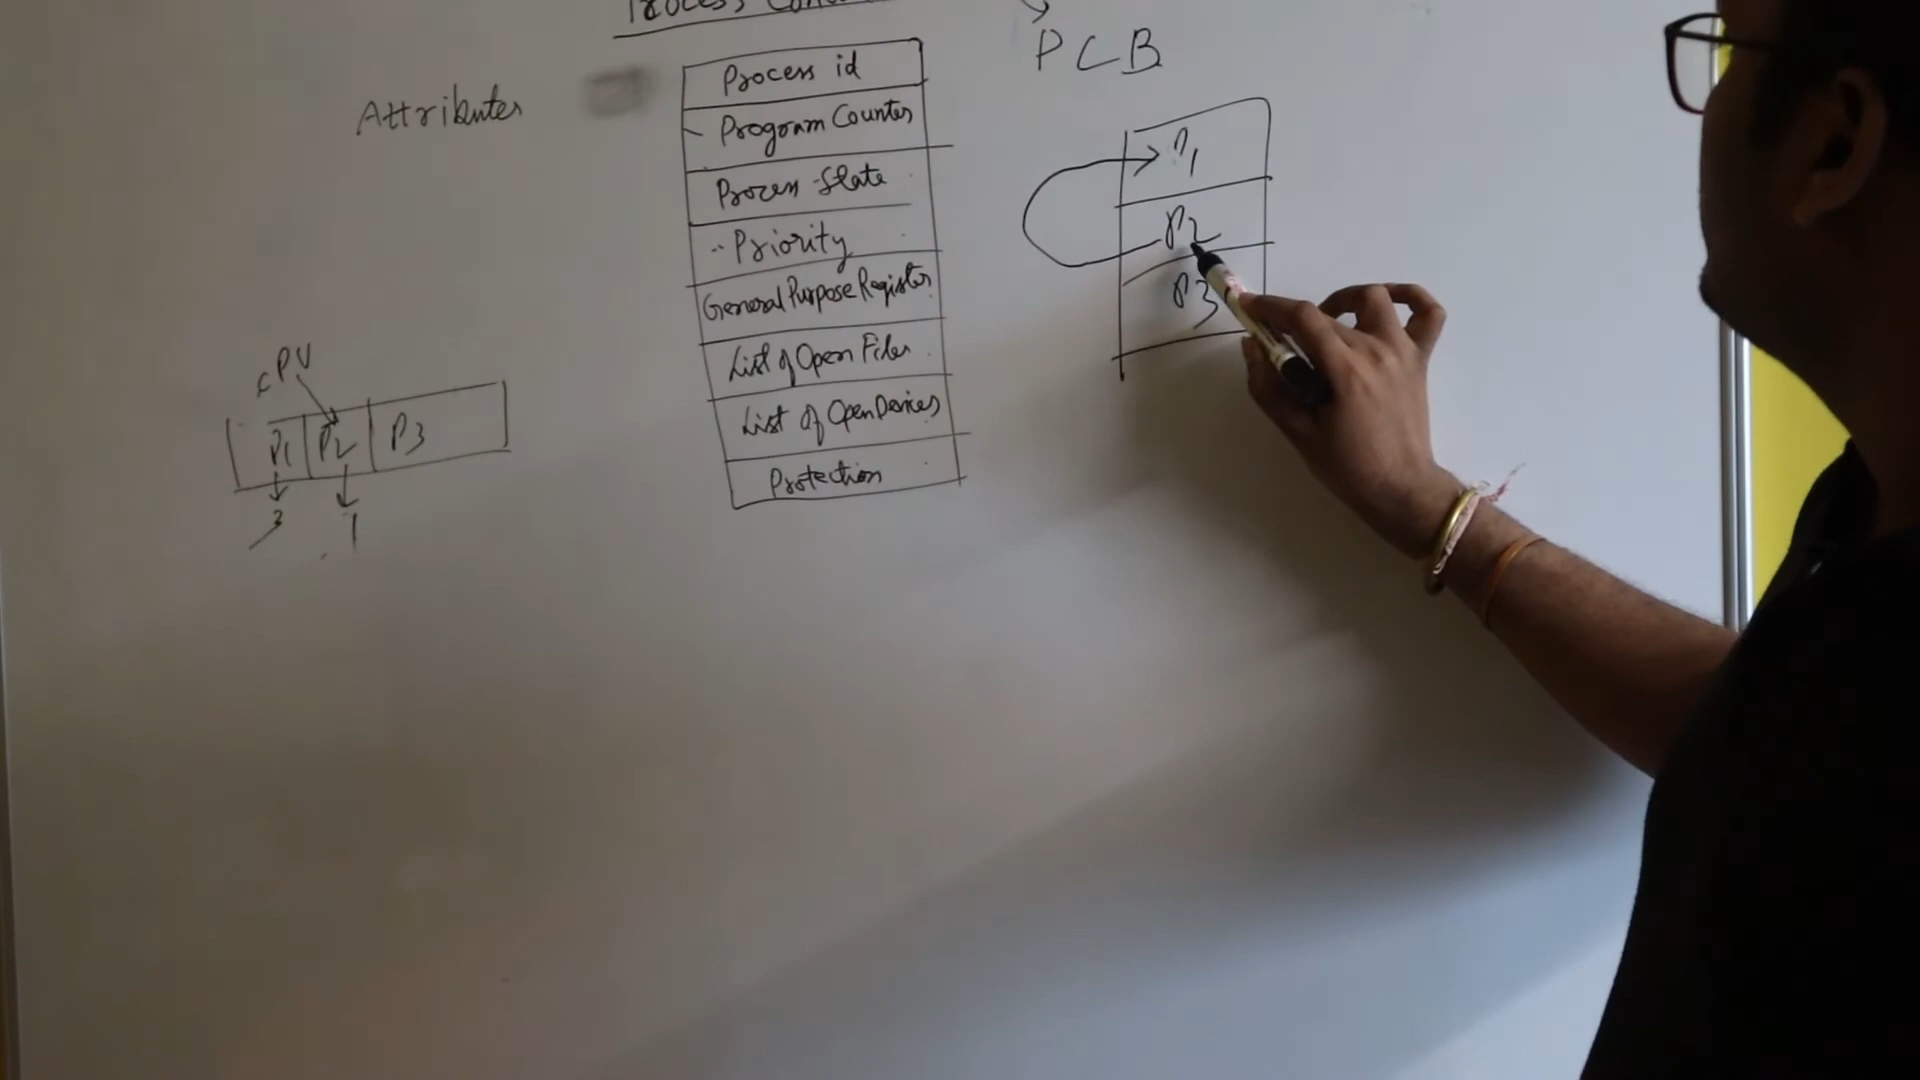 Process
PCB
Attributes
Process id
Program Counter
Process State
Priority
General Purpose Register
List of Open Files
List of Open Devices
Protection
P1
P2
P3
CPU
P1 P2 P3
3 7